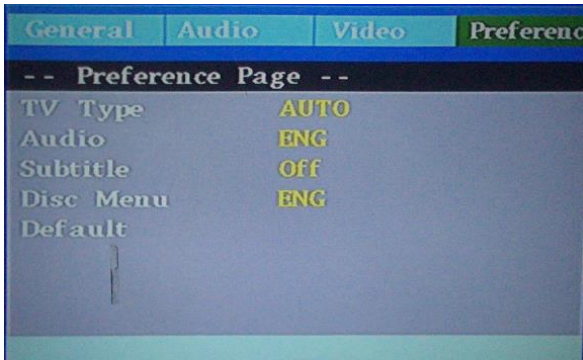 General Audio Video Preferenc
-- Preference Page --
TV Type AUTO
Audio ENG
Subtitle Off
Disc Menu ENG
Default